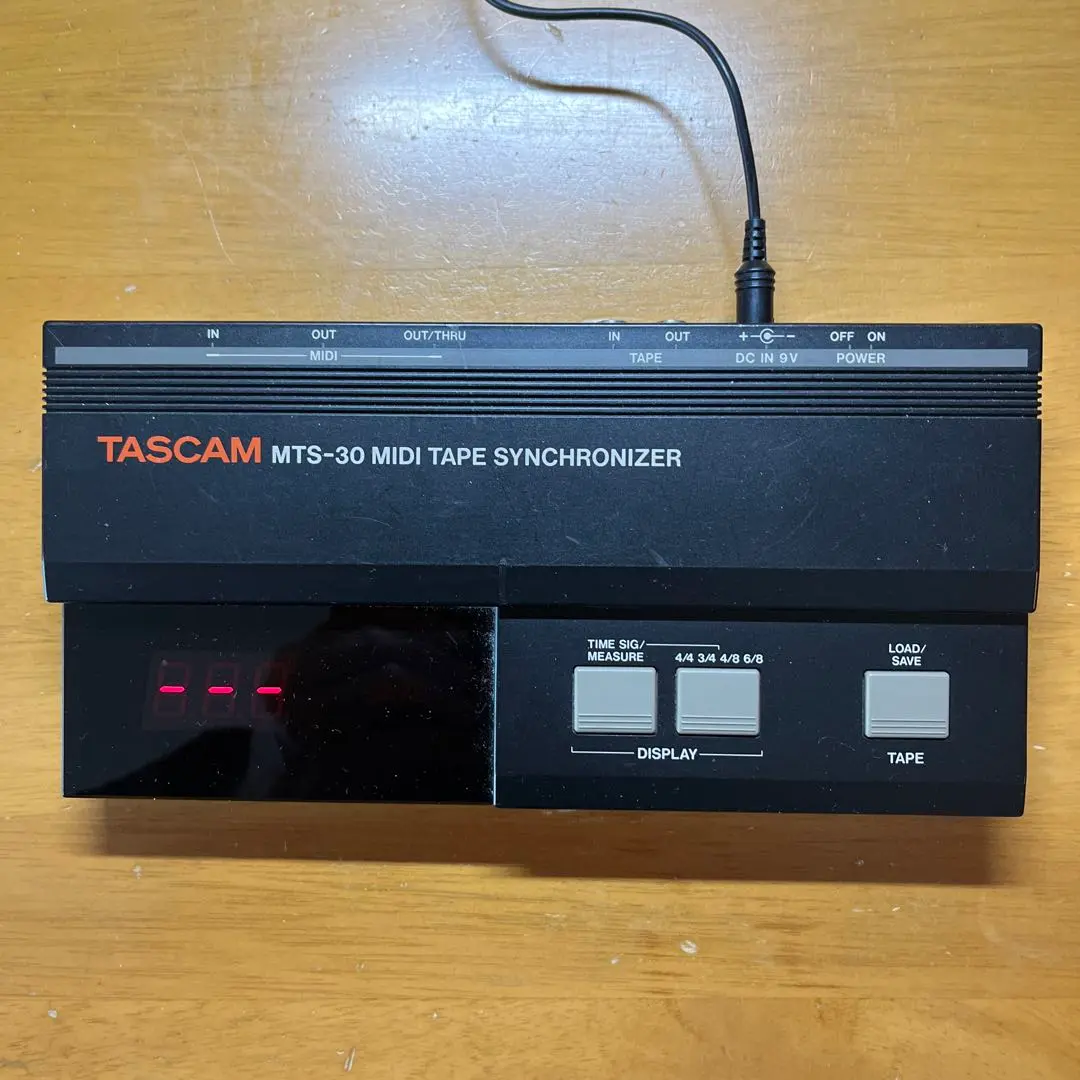 IN OUT OUT/THRU IN OUT + - OFF ON
MIDI TAPE DC IN 9V POWER
TASCAM MTS-30 MIDI TAPE SYNCHRONIZER
TIME SIG/
MEASURE 4/4 3/4 4/8 6/8
LOAD/
SAVE
- - -
DISPLAY
TAPE